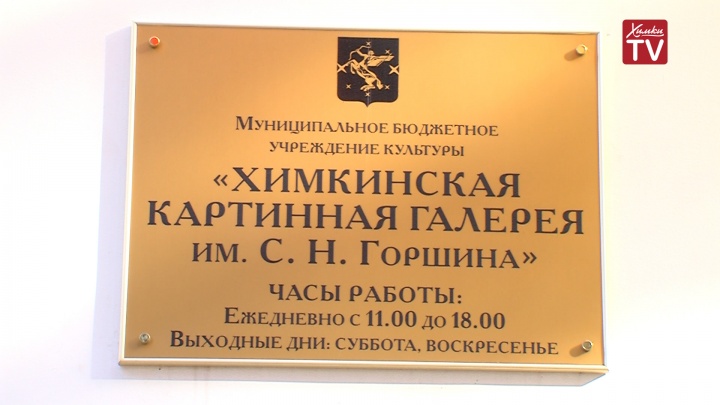 Химки
TV
Муниципальное бюджетное
учреждение культуры
«ХИМКИНСКАЯ
КАРТИННАЯ ГАЛЕРЕЯ
им. С. Н. Горшина»
ЧАСЫ РАБОТЫ:
Ежедневно с 11.00 до 18.00
Выходные дни: суббота, воскресенье